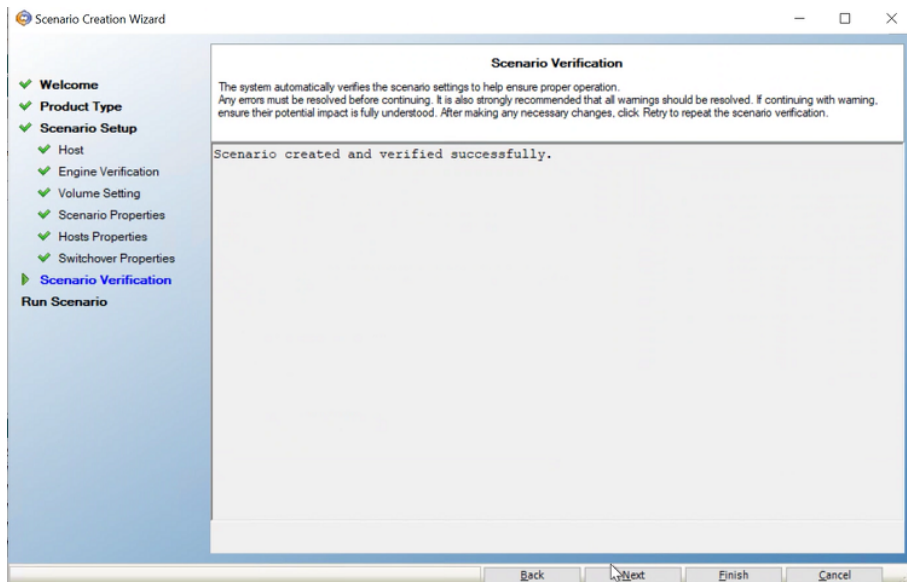 Scenario Creation Wizard
Welcome
Product Type
Scenario Setup
Host
Engine Verification
Volume Setting
Scenario Properties
Hosts Properties
Switchover Properties
Scenario Verification
Run Scenario
Scenario Verification
The system automatically verifies the scenario settings to help ensure proper operation.
Any errors must be resolved before continuing. It is also strongly recommended that all warnings should be resolved. If continuing with warning,
ensure their potential impact is fully understood. After making any necessary changes, click Retry to repeat the scenario verification.
Scenario created and verified successfully.
Back
Next
Finish
Cancel